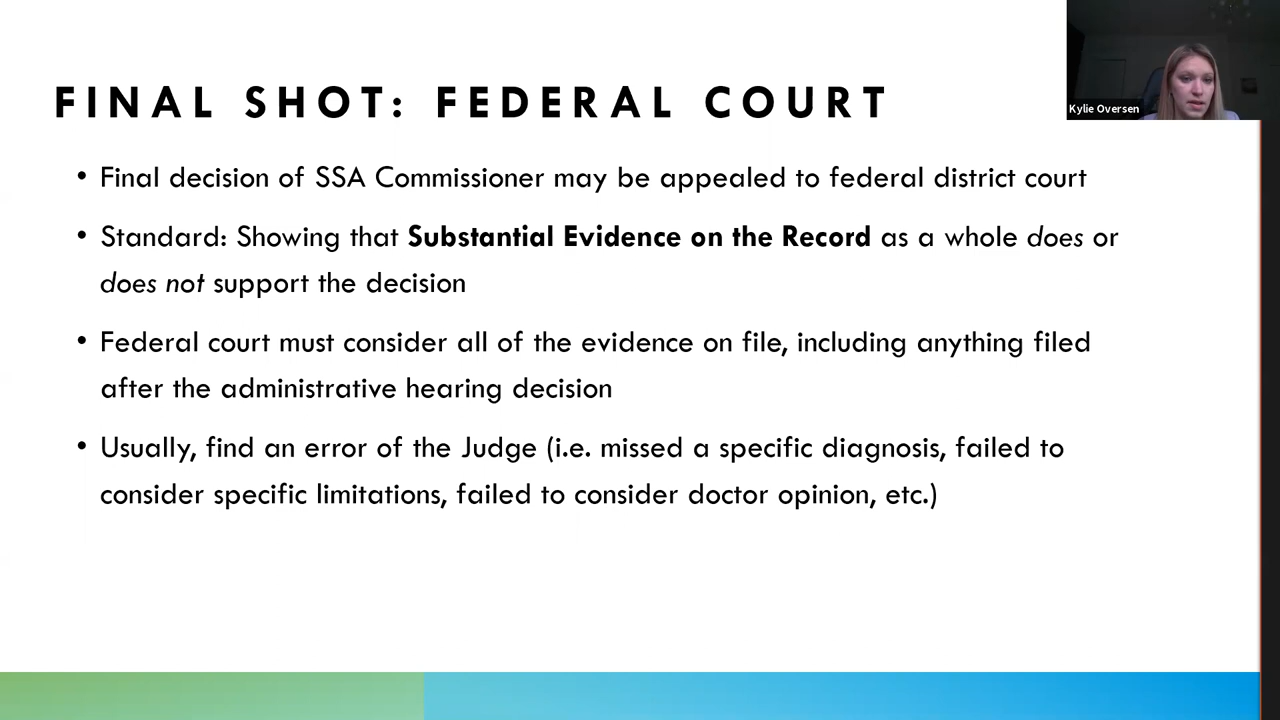 FINAL SHOT: FEDERAL COURT
Kylie Oversen
• Final decision of SSA Commissioner may be appealed to federal district court
• Standard: Showing that Substantial Evidence on the Record as a whole does or
does not support the decision
• Federal court must consider all of the evidence on file, including anything filed
after the administrative hearing decision
• Usually, find an error of the Judge (i.e. missed a specific diagnosis, failed to
consider specific limitations, failed to consider doctor opinion, etc.)